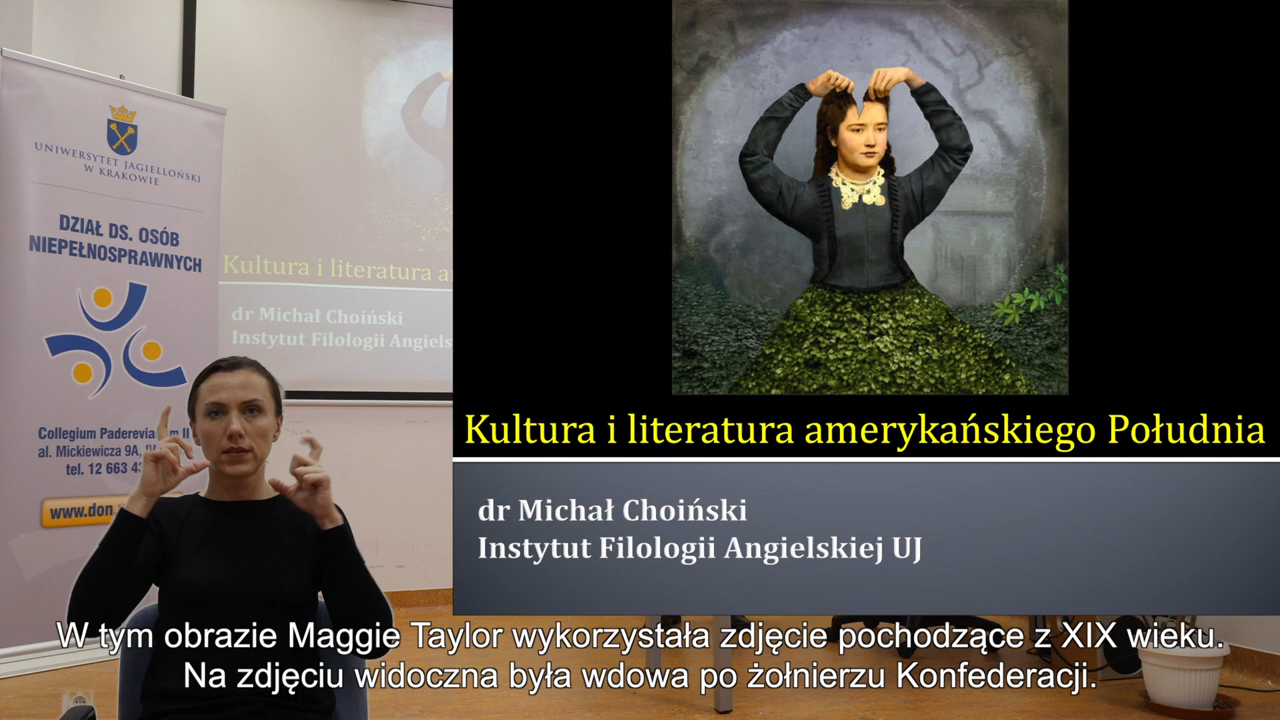 UNIWERSYTET JAGIELLOŃSKI
W KRAKOWIE
DZIAŁ DS. OSÓB
NIEPEŁNOSPRAWNYCH
Collegium Paderevia
II
al. Mickiewicza 9A,
tel. 12 663
www.don
Kultura i literatura
dr Michał Choiński
Instytut Filologii Angiels
Kultura i literatura amerykańskiego Południa
dr Michał Choiński
Instytut Filologii Angielskiej UJ
W tym obrazie Maggie Taylor wykorzystała zdjęcie pochodzące z XIX wieku.
Na zdjęciu widoczna była wdowa po żołnierzu Konfederacji.